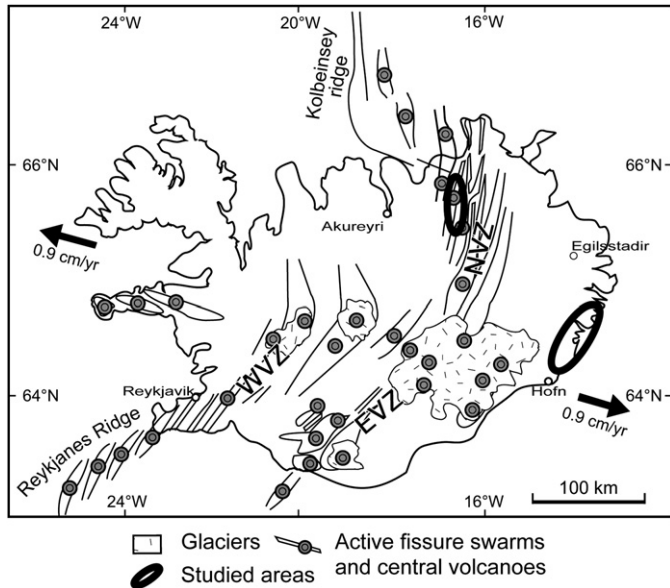 24°W 20°W 16°W
Kolbeinsey
ridge
66°N 66°N
Akureyri
NVZ
Egilsstadir
0.9 cm/yr
WVZ
64°N 64°N
Reykjavik
EVZ
Hofn
0.9 cm/yr
Reykjanes Ridge
24°W 16°W
100 km
Glaciers
Active fissure swarms
and central volcanoes
Studied areas